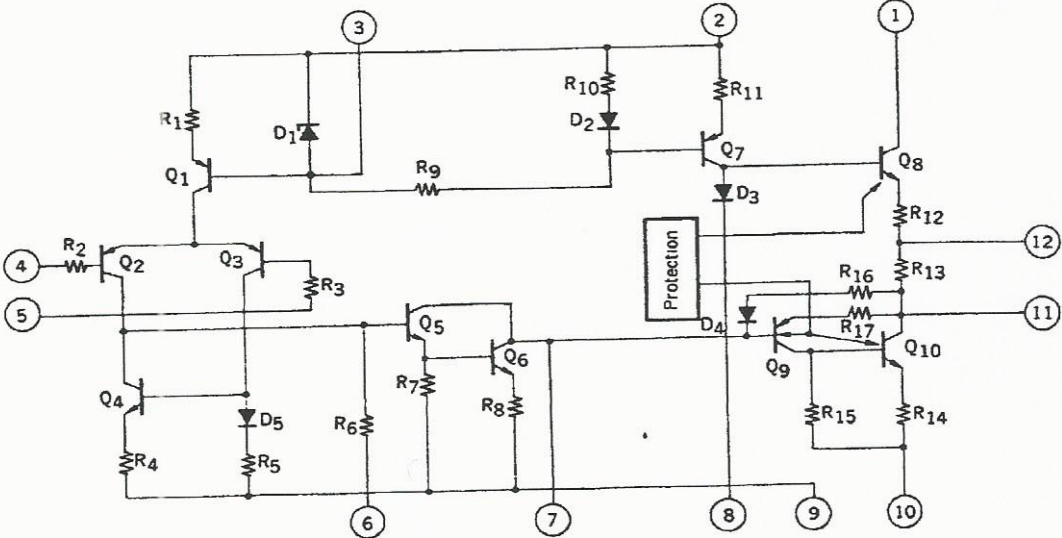 3
2
1
R10
R11
R1
D1
D2
Q1
R9
Q7
Q8
D3
R12
12
4
R2
Q2
Q3
R3
Protection
R16
R13
5
R17
11
Q5
D4
Q6
Q9
Q10
Q4
R7
D5
R6
R8
R15
R14
R4
R5
6
7
8
9
10